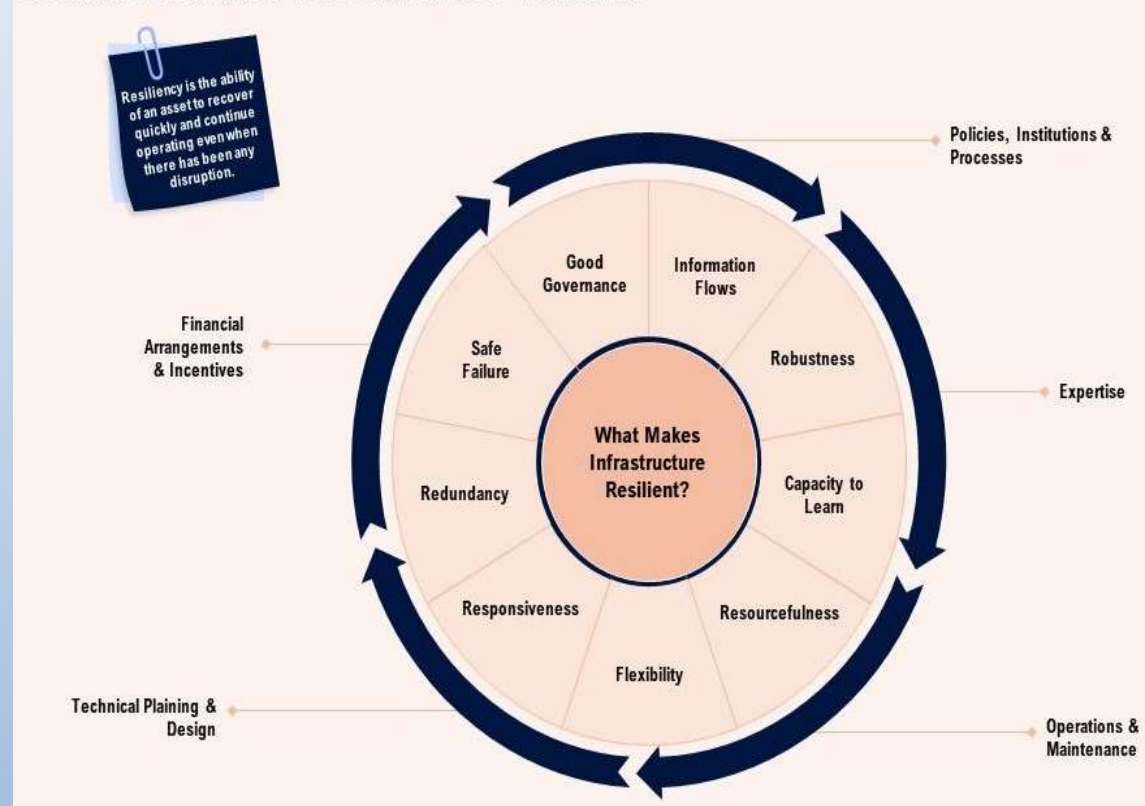 Resiliency is the ability
of an asset to recover
quickly and continue
operating even when
there has been any
disruption.
Policies, Institutions &
Processes
Good
Governance
Information
Flows
Financial
Arrangements
& Incentives
Safe
Failure
Robustness
Expertise
What Makes
Infrastructure
Resilient?
Redundancy
Capacity to
Learn
Responsiveness
Resourcefulness
Flexibility
Technical Plaining &
Design
Operations &
Maintenance